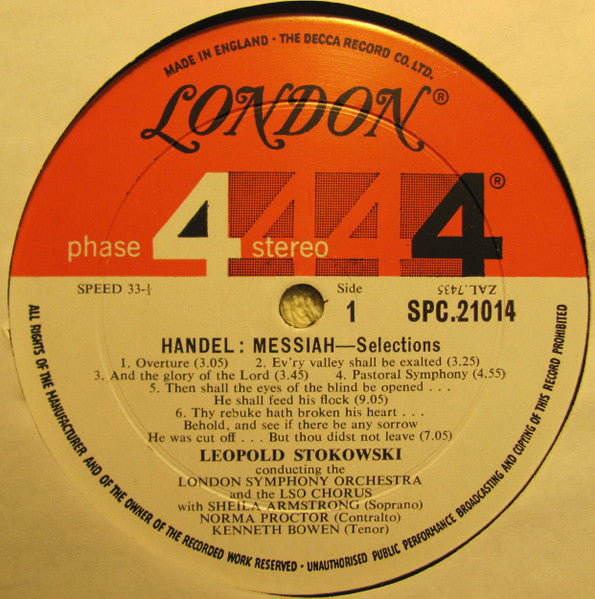 MADE IN ENGLAND · THE DECCA RECORD CO. LTD.
LONDON®
phase 4 stereo 4 4 4®
SPEED 33-⅓
Side
1
ZAL.7435
SPC.21014
HANDEL: MESSIAH—Selections
1. Overture (3.05) 2. Ev'ry valley shall be exalted (3.25)
3. And the glory of the Lord (3.45) 4. Pastoral Symphony (4.55)
5. Then shall the eyes of the blind be opened . . .
He shall feed his flock (9.05)
6. Thy rebuke hath broken his heart . . .
Behold, and see if there be any sorrow
He was cut off . . . But thou didst not leave (7.05)
LEOPOLD STOKOWSKI
conducting the
LONDON SYMPHONY ORCHESTRA
and the LSO CHORUS
with SHEILA ARMSTRONG (Soprano)
NORMA PROCTOR (Contralto)
KENNETH BOWEN (Tenor)
ALL RIGHTS OF THE MANUFACTURER AND OF THE OWNER OF THE RECORDED WORK RESERVED · UNAUTHORISED PUBLIC PERFORMANCE BROADCASTING AND COPYING OF THIS RECORD PROHIBITED